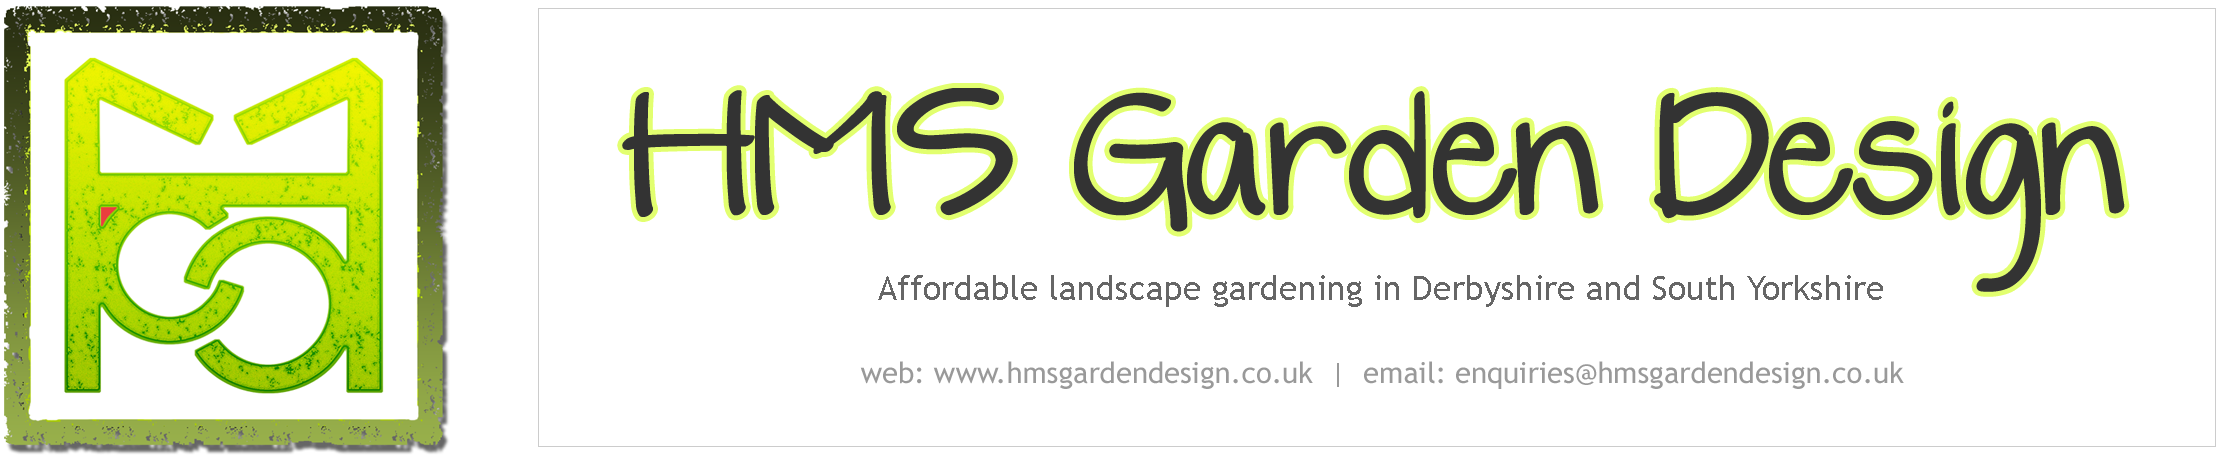 HMS Garden Design
Affordable landscape gardening in Derbyshire and South Yorkshire
web: www.hmsgardendesign.co.uk | email: enquiries@hmsgardendesign.co.uk